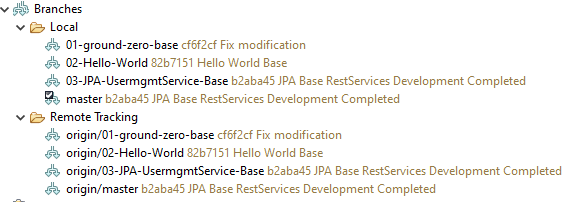 Branches
Local
01-ground-zero-base cf6f2cf Fix modification
02-Hello-World 82b7151 Hello World Base
03-JPA-UsermgmtService-Base b2aba45 JPA Base RestServices Development Completed
master b2aba45 JPA Base RestServices Development Completed
Remote Tracking
origin/01-ground-zero-base cf6f2cf Fix modification
origin/02-Hello-World 82b7151 Hello World Base
origin/03-JPA-UsermgmtService-Base b2aba45 JPA Base RestServices Development Completed
origin/master b2aba45 JPA Base RestServices Development Completed